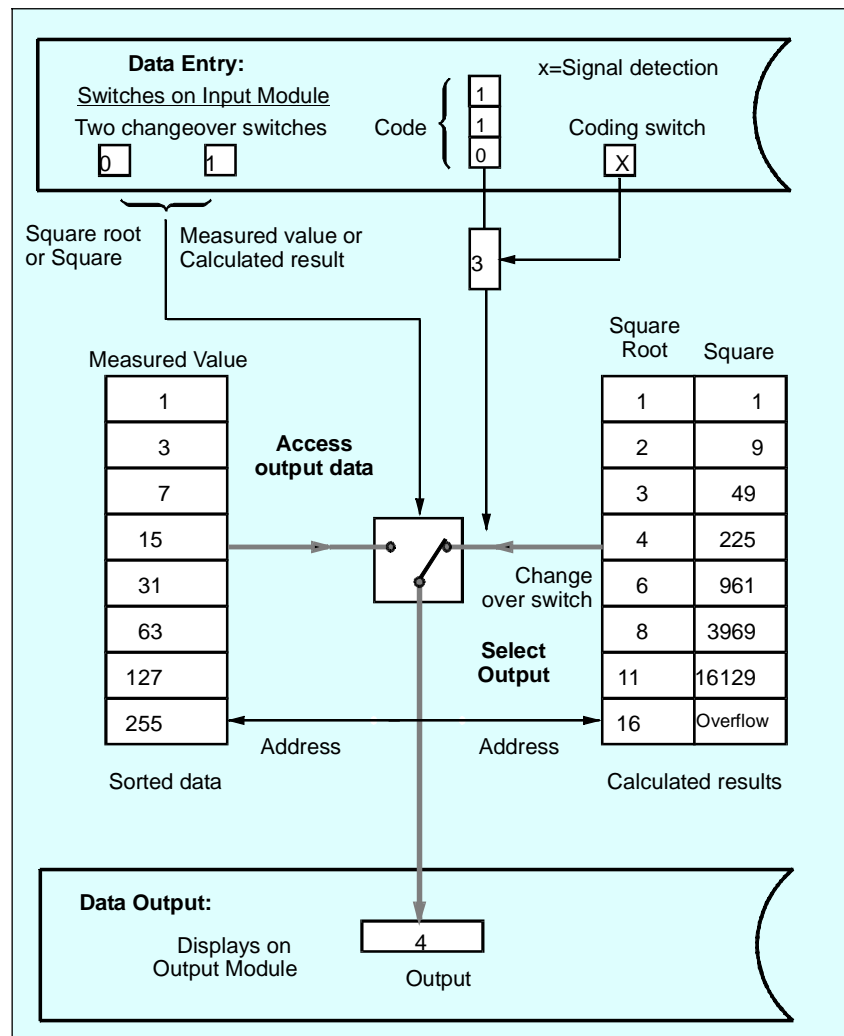 Data Entry:
x=Signal detection
Switches on Input Module
Two changeover switches
Code
Coding switch
0
1
1
1
0
X
Square root
or Square
Measured value or
Calculated result
3
Measured Value
Square
Root
Square
1
3
7
15
31
63
127
255
Access
output data
1 1
2 9
3 49
4 225
6 961
8 3969
11 16129
16 Overflow
Change
over switch
Select
Output
Address
Address
Sorted data
Calculated results
Data Output:
Displays on
Output Module
4
Output